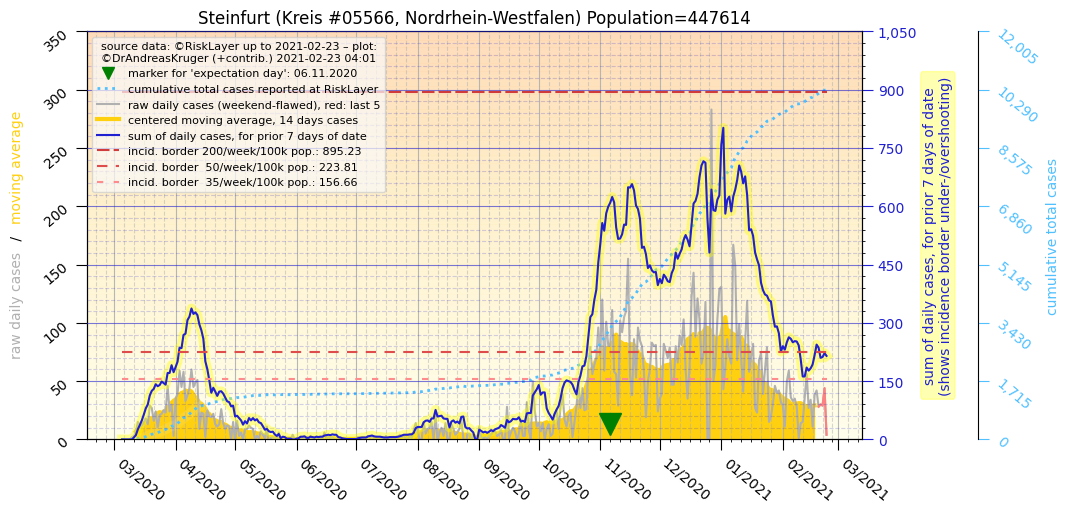 Steinfurt (Kreis #05566, Nordrhein-Westfalen) Population=447614
source data: ©RiskLayer up to 2021-02-23 – plot:
©DrAndreasKruger (+contrib.) 2021-02-23 04:01
marker for 'expectation day': 06.11.2020
cumulative total cases reported at RiskLayer
raw daily cases (weekend-flawed), red: last 5
centered moving average, 14 days cases
sum of daily cases, for prior 7 days of date
incid. border 200/week/100k pop.: 895.23
incid. border  50/week/100k pop.: 223.81
incid. border  35/week/100k pop.: 156.66
raw daily cases  /  moving average
350
300
250
200
150
100
50
0
03/2020
04/2020
05/2020
06/2020
07/2020
08/2020
09/2020
10/2020
11/2020
12/2020
01/2021
02/2021
03/2021
1,050
900
750
600
450
300
150
0
sum of daily cases, for prior 7 days of date
(shows incidence border under-/overshooting)
12,005
10,290
8,575
6,860
5,145
3,430
1,715
0
cumulative total cases